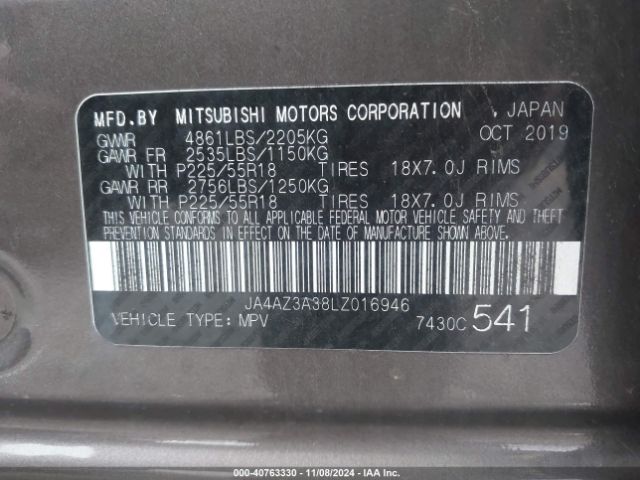 MFD.BY MITSUBISHI MOTORS CORPORATION , JAPAN
GVWR 4861LBS/2205KG OCT 2019
GAWR FR 2535LBS/1150KG
WITH P225/55R18 TIRES 18X7.0J RIMS
GAWR RR 2756LBS/1250KG
WITH P225/55R18 TIRES 18X7.0J RIMS
THIS VEHICLE CONFORMS TO ALL APPLICABLE FEDERAL MOTOR VEHICLE SAFETY AND THEFT
PREVENTION STANDARDS IN EFFECT ON THE DATE OF MANUFACTURE SHOWN ABOVE.
JA4AZ3A38LZ016946
VEHICLE TYPE: MPV 7430C 541
000-40763330 - 11/08/2024 - IAA Auctions